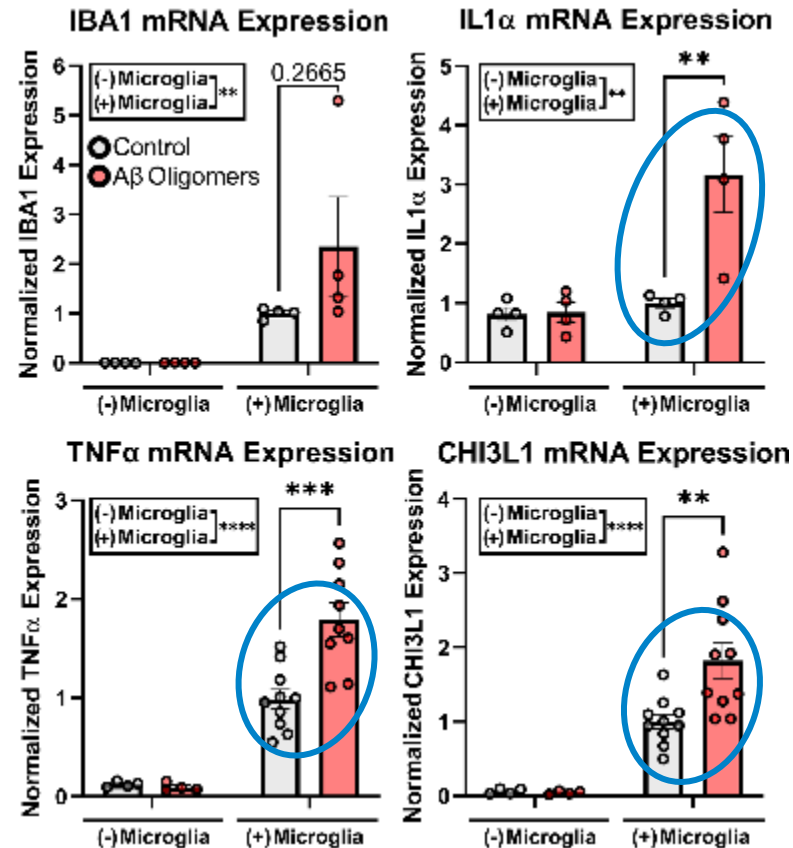 IBA1 mRNA Expression
Normalized IBA1 Expression
6
5
4
3
2
1
0
(-)Microglia
(+)Microglia
**
Control
Aβ Oligomers
0.2665
(-)Microglia
(+)Microglia
IL1α mRNA Expression
Normalized IL1α Expression
5
4
3
2
1
0
(-)Microglia
(+)Microglia
**
**
(-)Microglia
(+)Microglia
TNFα mRNA Expression
Normalized TNFα Expression
3
2
1
0
(-)Microglia
(+)Microglia
****
***
(-)Microglia
(+)Microglia
CHI3L1 mRNA Expression
Normalized CHI3L1 Expression
4
3
2
1
0
(-)Microglia
(+)Microglia
****
**
(-)Microglia
(+)Microglia